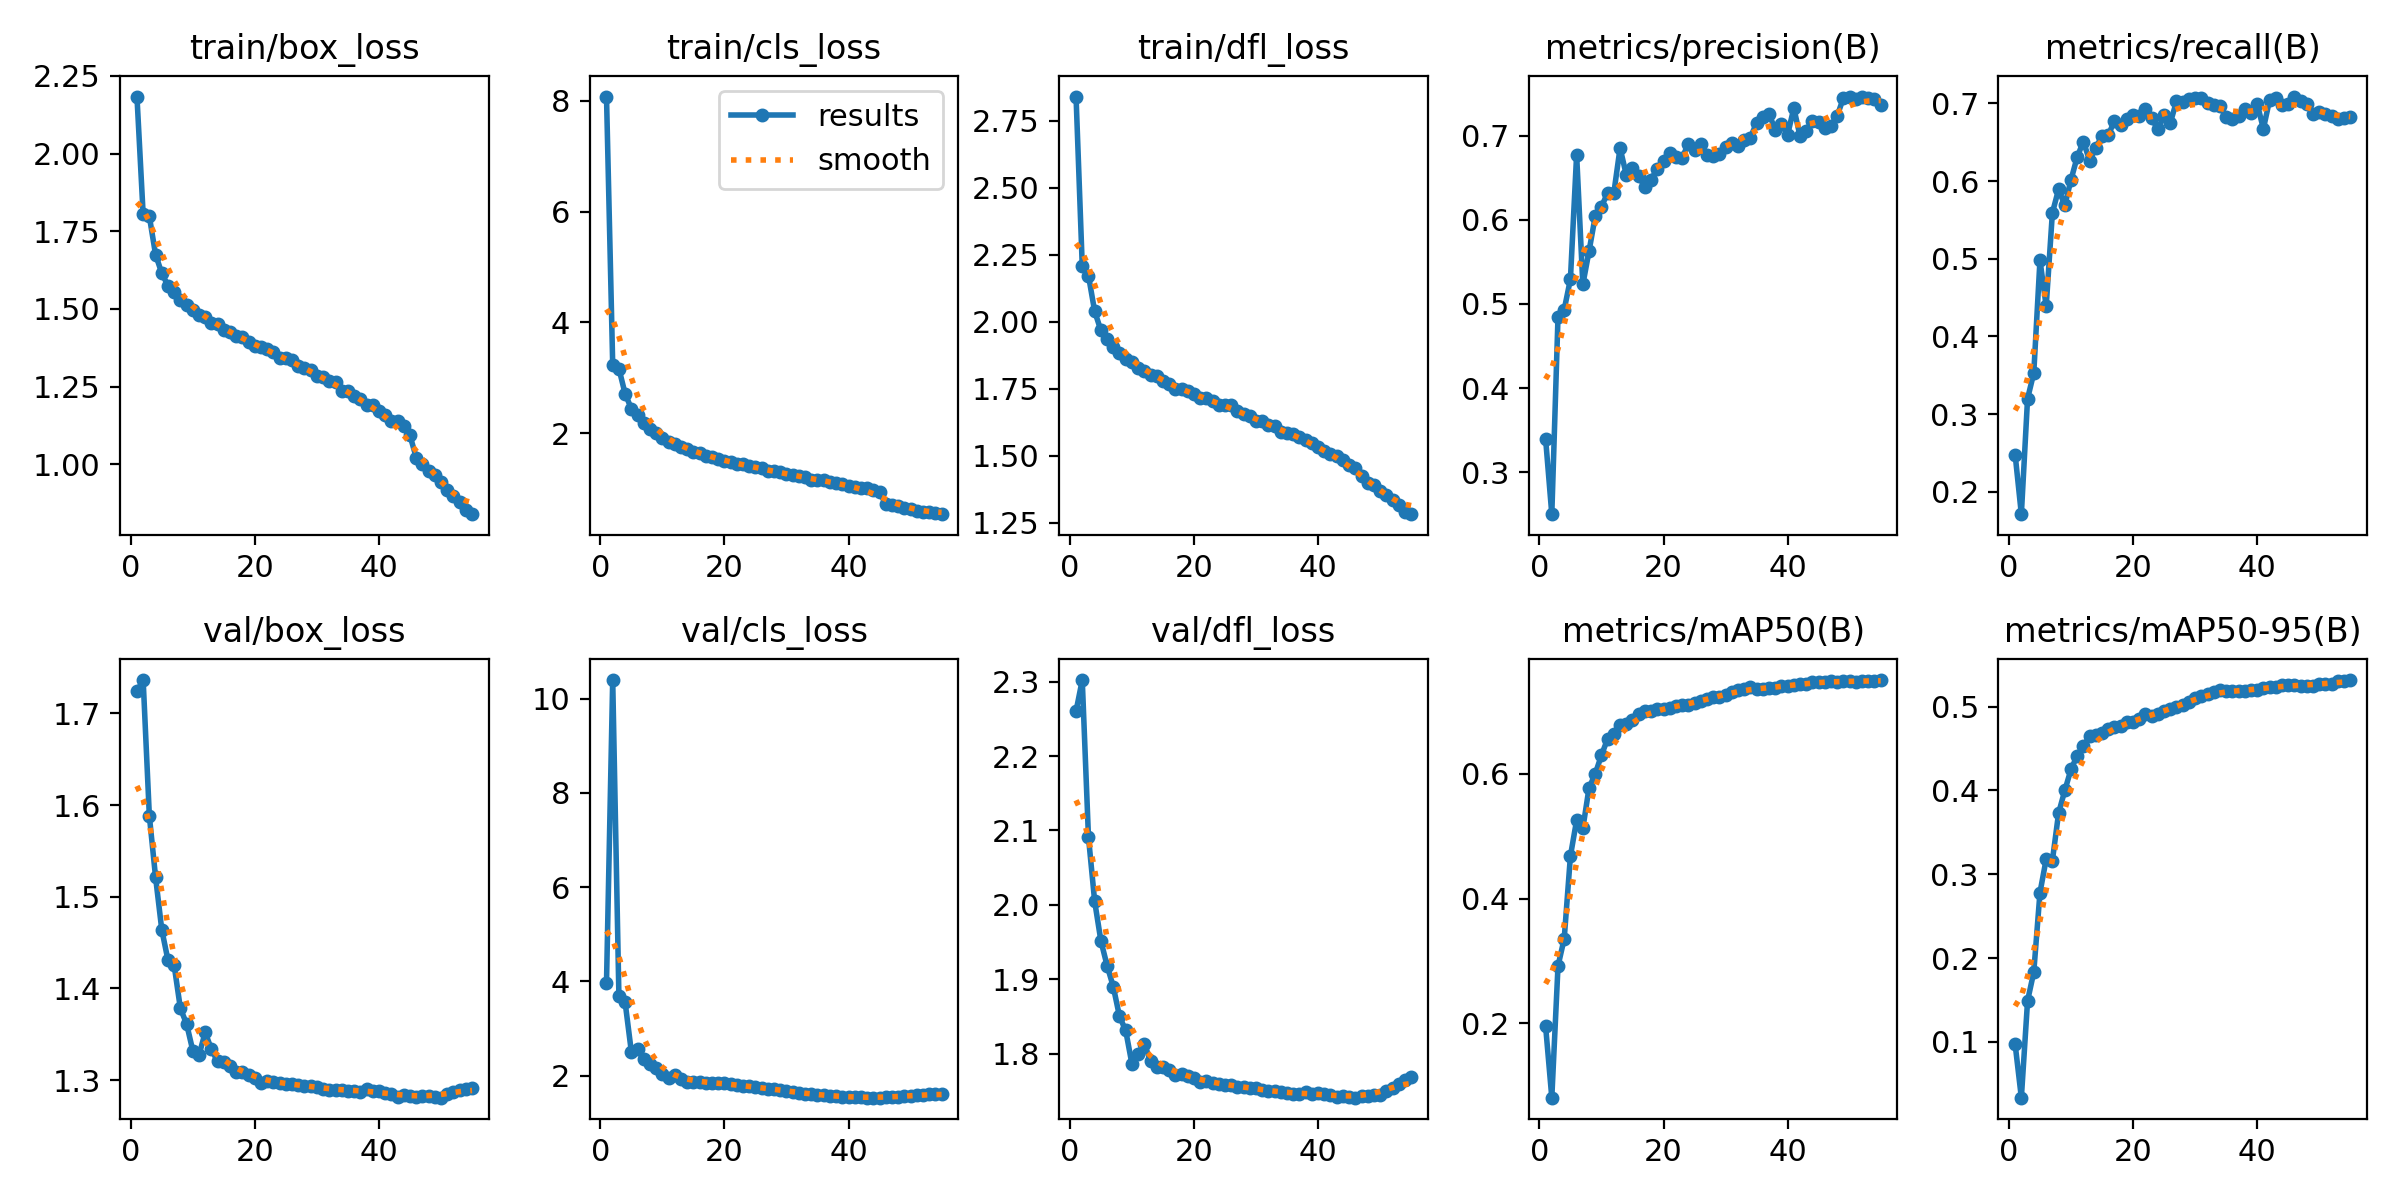 train/box_loss
2.25
2.00
1.75
1.50
1.25
1.00
0 20 40
train/cls_loss
results
smooth
8
6
4
2
0 20 40
train/dfl_loss
2.75
2.50
2.25
2.00
1.75
1.50
1.25
0 20 40
metrics/precision(B)
0.7
0.6
0.5
0.4
0.3
0 20 40
metrics/recall(B)
0.7
0.6
0.5
0.4
0.3
0.2
0 20 40
val/box_loss
1.7
1.6
1.5
1.4
1.3
0 20 40
val/cls_loss
10
8
6
4
2
0 20 40
val/dfl_loss
2.3
2.2
2.1
2.0
1.9
1.8
0 20 40
metrics/mAP50(B)
0.6
0.4
0.2
0 20 40
metrics/mAP50-95(B)
0.5
0.4
0.3
0.2
0.1
0 20 40